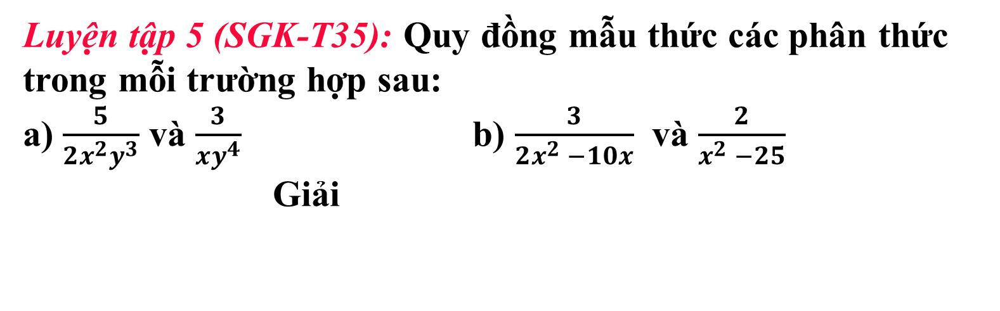 Luyện tập 5 (SGK-T35): Quy đồng mẫu thức các phân thức
trong mỗi trường hợp sau:
a) \frac{5}{2x^2y^3} và \frac{3}{xy^4} b) \frac{3}{2x^2-10x} và \frac{2}{x^2-25}
Giải